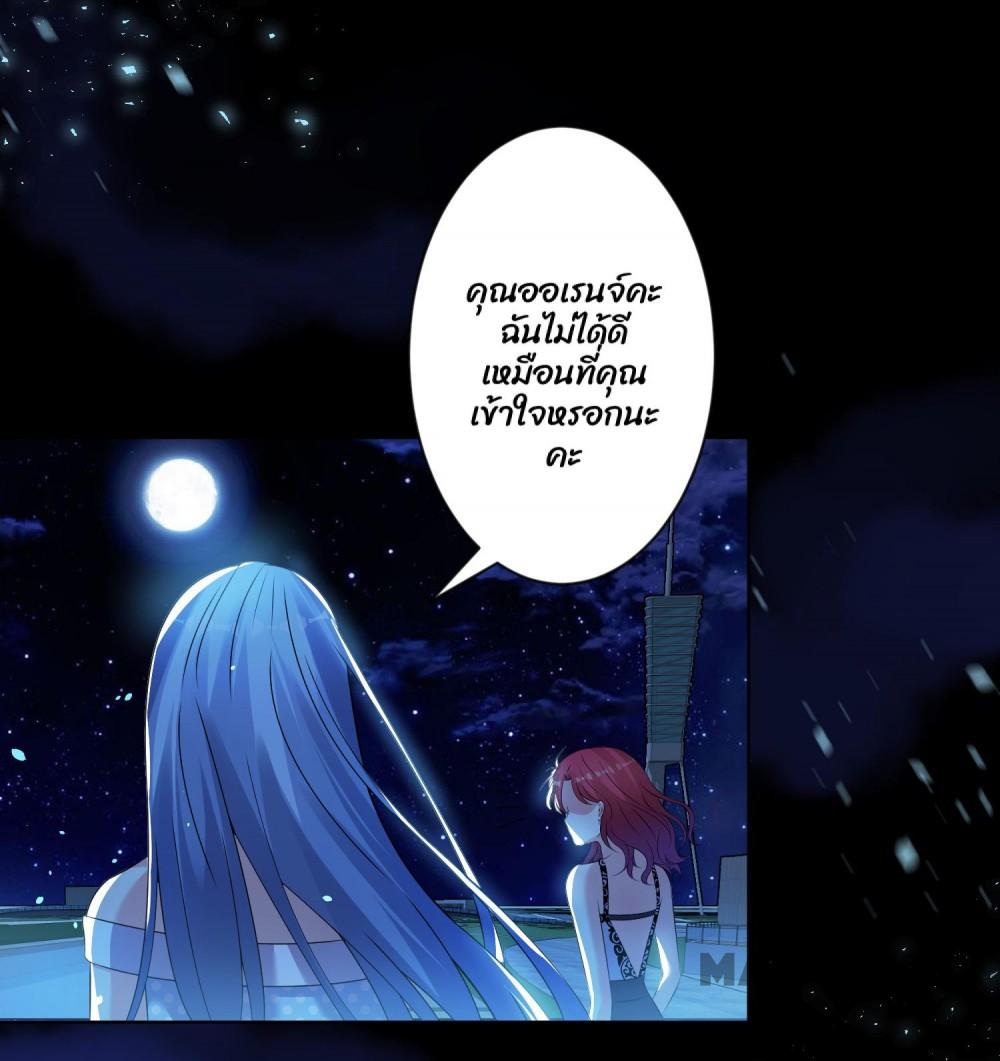 คุณออเรนจ์คะ
ฉันไม่ได้ดี
เหมือนที่คุณ
เข้าใจหรอกนะ
คะ
MA